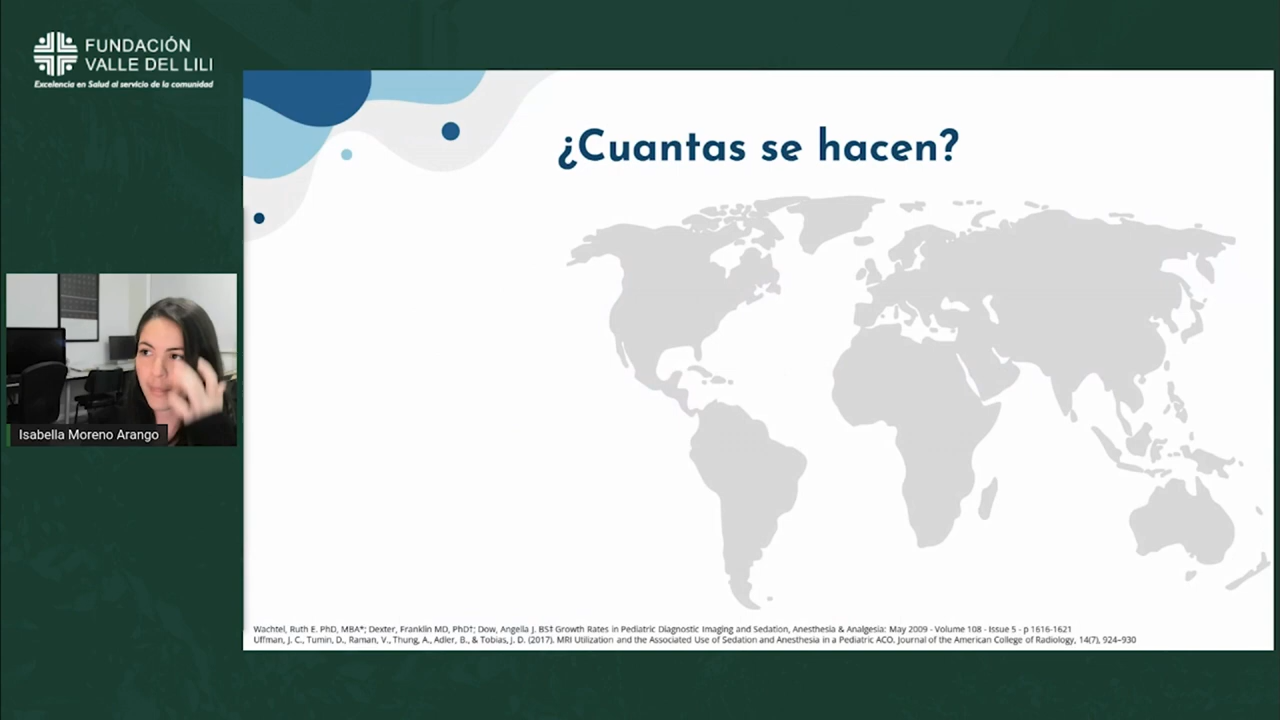 FUNDACIÓN
VALLE DEL LILI
Excelencia en Salud al servicio de la comunidad
¿Cuantas se hacen?
Isabella Moreno Arango
Wachtel, Ruth E. PhD, MBA*; Dexter, Franklin MD, PhD†; Dow, Angella J. BS‡ Growth Rates in Pediatric Diagnostic Imaging and Sedation, Anesthesia & Analgesia: May 2009 - Volume 108 - Issue 5 - p 1616-1621
Uffman, J. C., Tumin, D., Raman, V., Thung, A., Adler, B., & Tobias, J. D. (2017). MRI Utilization and the Associated Use of Sedation and Anesthesia in a Pediatric ACO. Journal of the American College of Radiology, 14(7), 924–930